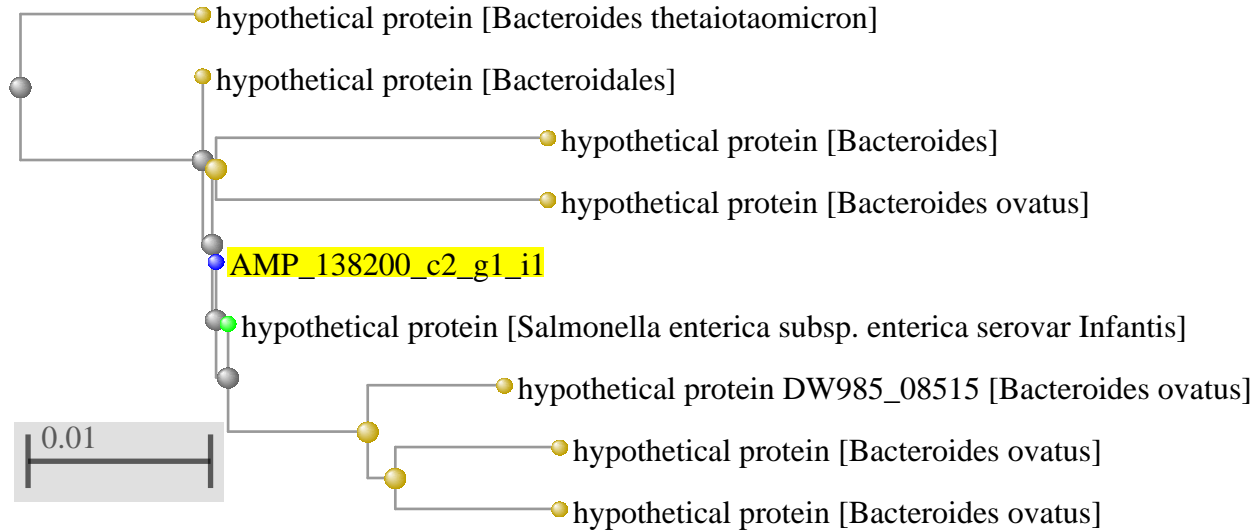 hypothetical protein [Bacteroides thetaiotaomicron]
hypothetical protein [Bacteroidales]
hypothetical protein [Bacteroides]
hypothetical protein [Bacteroides ovatus]
AMP_138200_c2_g1_i1
hypothetical protein [Salmonella enterica subsp. enterica serovar Infantis]
hypothetical protein DW985_08515 [Bacteroides ovatus]
0.01
hypothetical protein [Bacteroides ovatus]
hypothetical protein [Bacteroides ovatus]